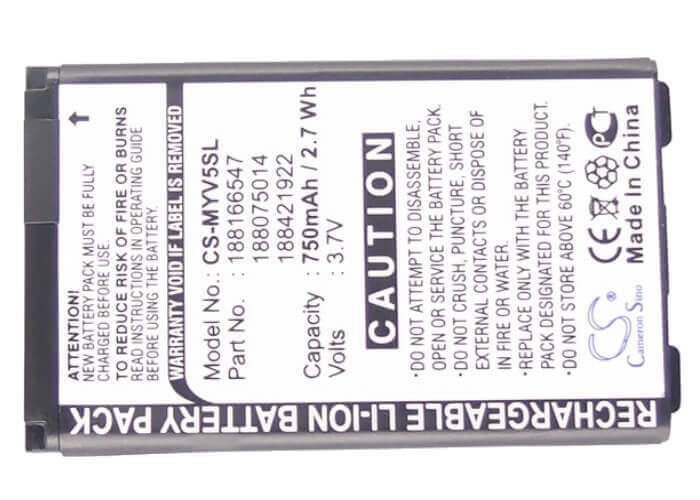 RECHARGEABLE LI-ION BATTERY PACK
ATTENTION!
NEW BATTERY PACK MUST BE FULLY
CHARGED BEFORE USE.
TO REDUCE RISK OF FIRE OR BURNS
READ INSTRUCTIONS IN OPERATING GUIDE
BEFORE USING THE BATTERY.
WARRANTY VOID IF LABEL IS REMOVED
Model No.: CS-MYV5SL
Part No. : 188166547
188075014
188421922
Capacity : 750mAh / 2.7 Wh
Volts : 3.7V
CAUTION
•DO NOT ATTEMPT TO DISASSEMBLE,
OPEN OR SERVICE THE BATTERY PACK.
•DO NOT CRUSH, PUNCTURE, SHORT
EXTERNAL CONTACTS OR DISPOSE OF
IN FIRE OR WATER.
•REPLACE ONLY WITH THE BATTERY
PACK FOR SPECIFIED EQUIPMENT.
•DO NOT STORE ABOVE 60°C (140°F).
CS
Cameron Sino
CE
PCT
Made in China